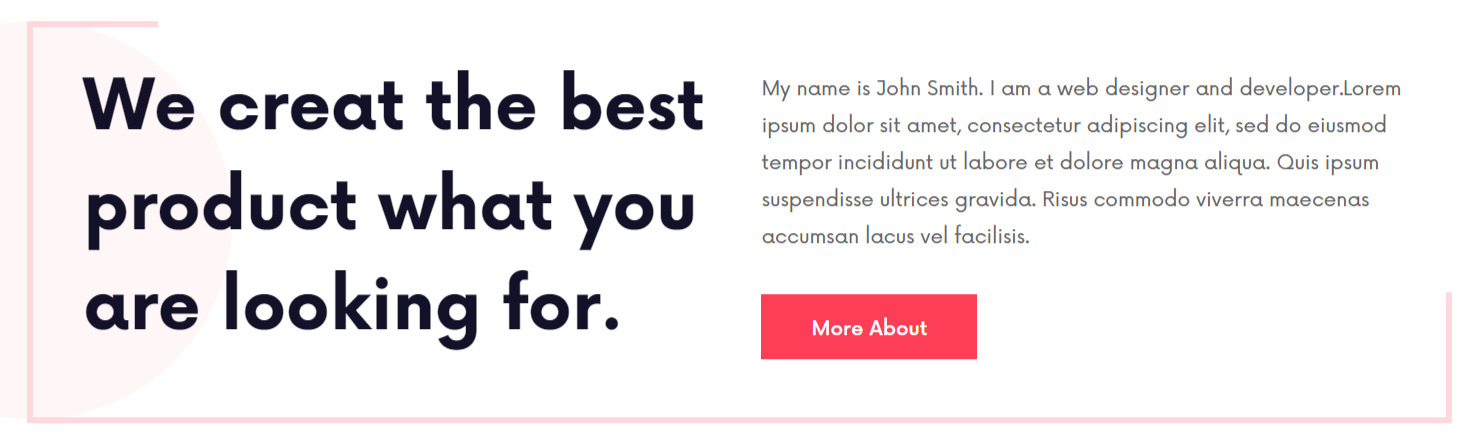 We creat the best
product what you
are looking for.
My name is John Smith. I am a web designer and developer.Lorem
ipsum dolor sit amet, consectetur adipiscing elit, sed do eiusmod
tempor incididunt ut labore et dolore magna aliqua. Quis ipsum
suspendisse ultrices gravida. Risus commodo viverra maecenas
accumsan lacus vel facilisis.
More About